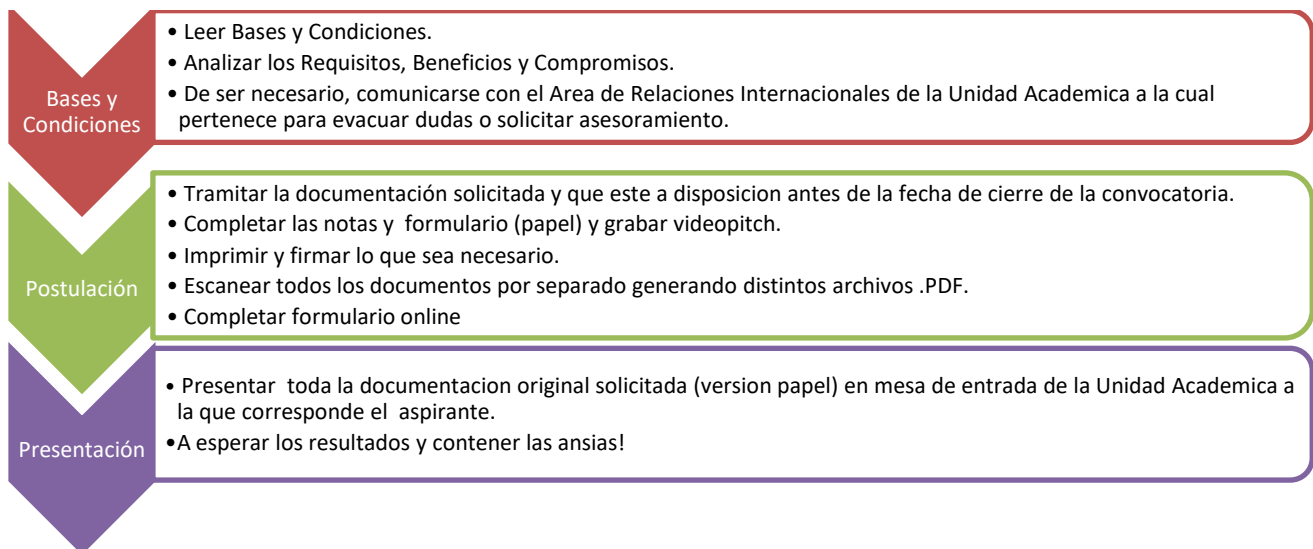 Bases y
Condiciones
• Leer Bases y Condiciones.
• Analizar los Requisitos, Beneficios y Compromisos.
• De ser necesario, comunicarse con el Area de Relaciones Internacionales de la Unidad Academica a la cual
pertenece para evacuar dudas o solicitar asesoramiento.
Postulación
• Tramitar la documentación solicitada y que este a disposicion antes de la fecha de cierre de la convocatoria.
• Completar las notas y formulario (papel) y grabar videopitch.
• Imprimir y firmar lo que sea necesario.
• Escanear todos los documentos por separado generando distintos archivos .PDF.
• Completar formulario online
Presentación
• Presentar toda la documentacion original solicitada (version papel) en mesa de entrada de la Unidad Academica a
la que corresponde el aspirante.
•A esperar los resultados y contener las ansias!